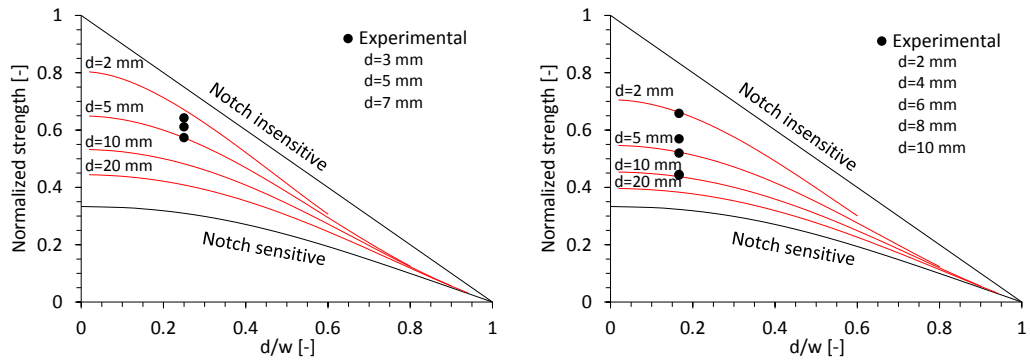 Normalized strength [-]
1
0.8
0.6
0.4
0.2
0
d=2 mm
d=5 mm
d=10 mm
d=20 mm
Notch insensitive
Notch sensitive
Experimental
d=3 mm
d=5 mm
d=7 mm
0 0.2 0.4 0.6 0.8 1
d/w [-]
Normalized strength [-]
1
0.8
0.6
0.4
0.2
0
d=2 mm
d=5 mm
d=10 mm
d=20 mm
Notch insensitive
Notch sensitive
Experimental
d=2 mm
d=4 mm
d=6 mm
d=8 mm
d=10 mm
0 0.2 0.4 0.6 0.8 1
d/w [-]